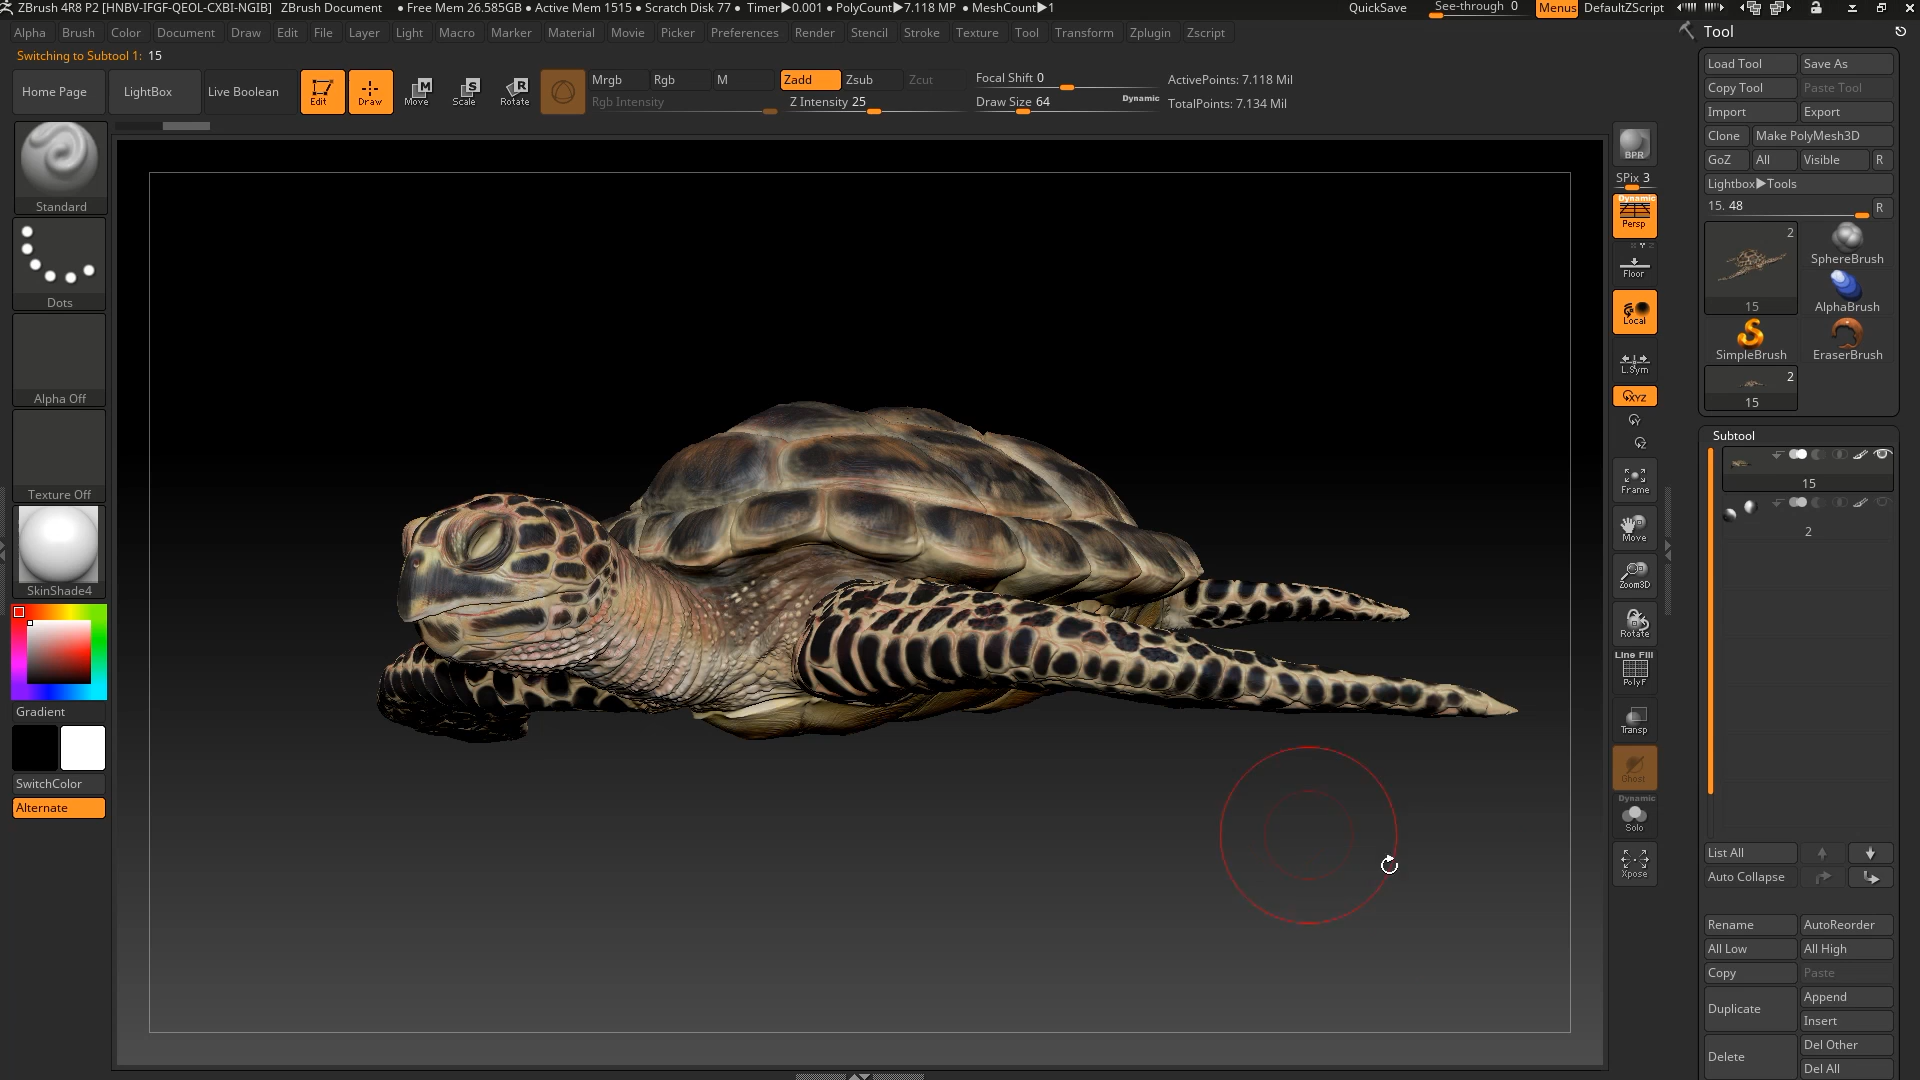 ZBrush 4R8 P2 [HNBV-IFGF-QEOL-CXBI-NGIB] ZBrush Document • Free Mem 26.585GB • Active Mem 1515 • Scratch Disk 77 • Timer▶0.001 • PolyCount▶7.118 MP • MeshCount▶1 QuickSave See-through 0 Menus DefaultZScript
Alpha Brush Color Document Draw Edit File Layer Light Macro Marker Material Movie Picker Preferences Render Stencil Stroke Texture Tool Transform Zplugin Zscript
Switching to Subtool 1: 15
Home Page LightBox Live Boolean
Edit Draw Move Scale Rotate
M S R
Mrgb Rgb M
Rgb Intensity
Zadd Zsub Zcut
Z Intensity 25
Focal Shift 0
Draw Size 64 Dynamic
ActivePoints: 7.118 Mil
TotalPoints: 7.134 Mil
Standard
Dots
Alpha Off
Texture Off
SkinShade4
Gradient
SwitchColor
Alternate
BPR
SPix 3
Dynamic
Persp
Floor
Local
L.Sym
XYZ
Y
Z
Frame
Move
Zoom3D
Rotate
Line Fill
PolyF
Transp
Ghost
Dynamic
Solo
Xpose
Tool
Load Tool Save As
Copy Tool Paste Tool
Import Export
Clone Make PolyMesh3D
GoZ All Visible R
Lightbox▶Tools
15. 48 R
2
15
SphereBrush
AlphaBrush
SimpleBrush EraserBrush
2
15
Subtool
15
2
List All
Auto Collapse
Rename AutoReorder
All Low All High
Copy Paste
Duplicate Append
Insert
Delete Del Other
Del All